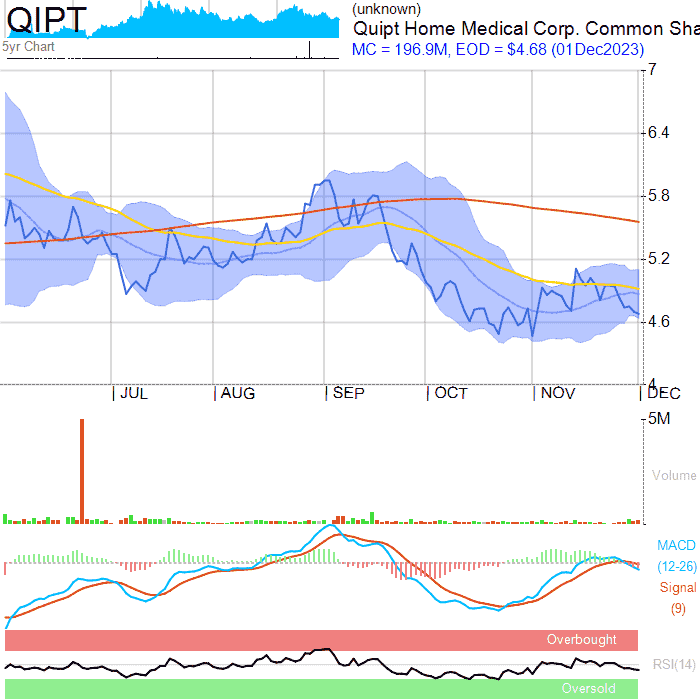 QIPT
(unknown)
Quipt Home Medical Corp. Common Sha
5yr Chart
MC = 196.9M, EOD = $4.68 (01Dec2023)
7
6.4
5.8
5.2
4.6
4
JUL AUG SEP OCT NOV DEC
5M
Volume
MACD
(12-26)
Signal
(9)
Overbought
RSI(14)
Oversold